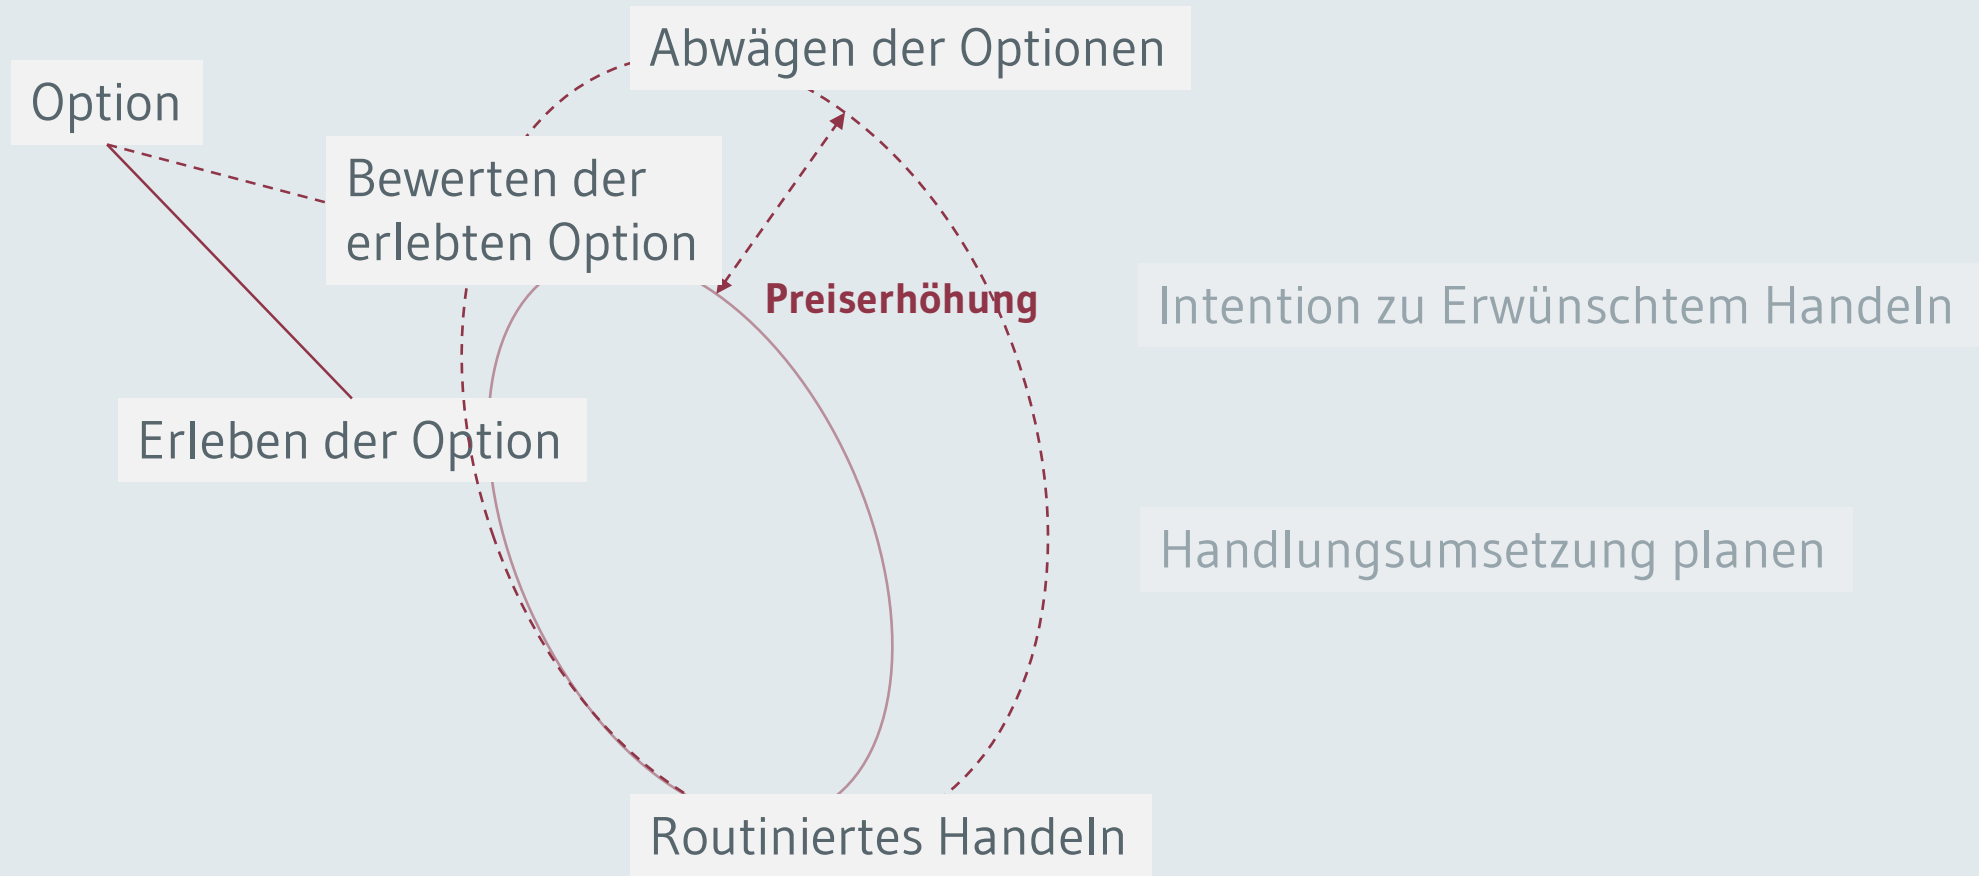 Abwägen der Optionen
Option
Bewerten der
erlebten Option
Preiserhöhung
Intention zu Erwünschtem Handeln
Erleben der Option
Handlungsumsetzung planen
Routiniertes Handeln